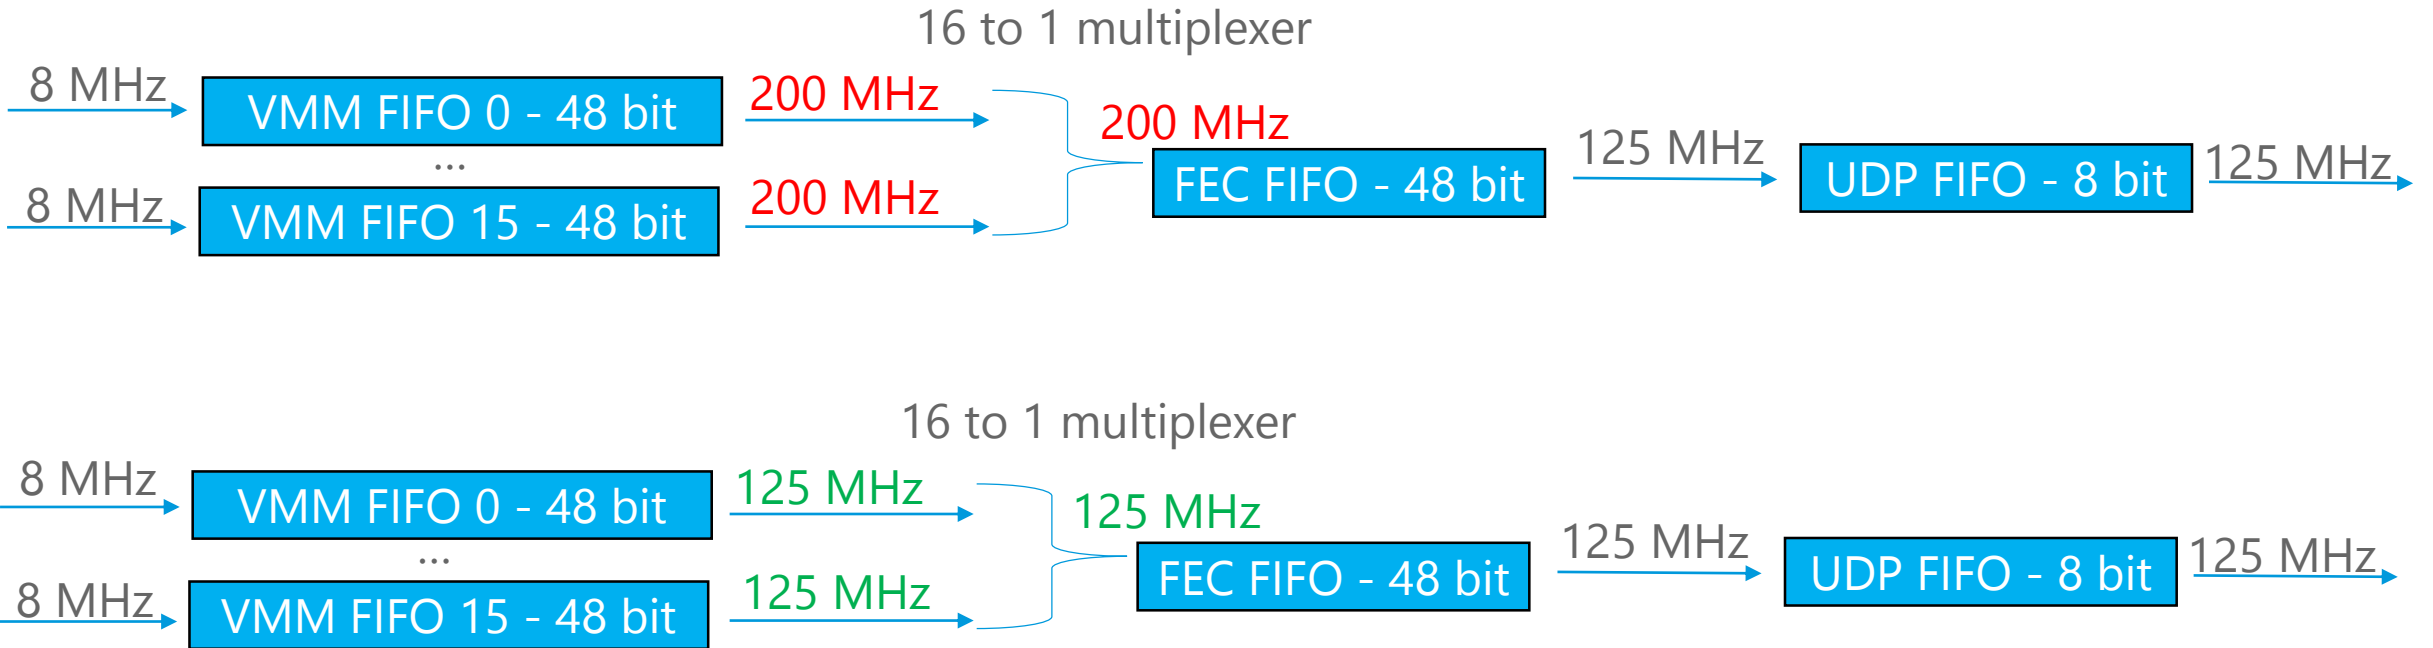 16 to 1 multiplexer
8 MHz
VMM FIFO 0 - 48 bit
200 MHz
200 MHz
...
125 MHz
UDP FIFO - 8 bit
125 MHz
FEC FIFO - 48 bit
8 MHz
VMM FIFO 15 - 48 bit
200 MHz
16 to 1 multiplexer
8 MHz
VMM FIFO 0 - 48 bit
125 MHz
125 MHz
...
125 MHz
UDP FIFO - 8 bit
125 MHz
FEC FIFO - 48 bit
8 MHz
VMM FIFO 15 - 48 bit
125 MHz